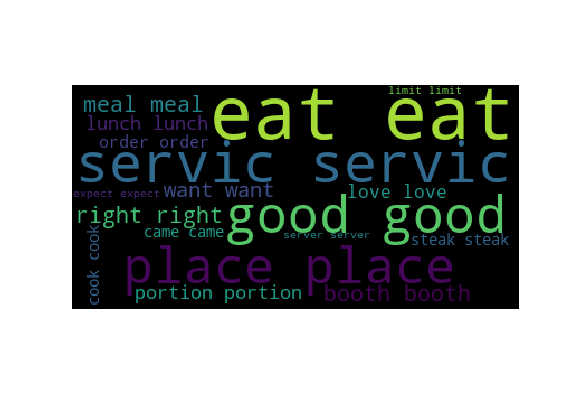 limit limit
meal meal
eat eat
lunch lunch
order order
servic servic
expect expect
want want
love love
right right
good good
came came
server server
steak steak
cook cook
place place
portion portion
booth booth